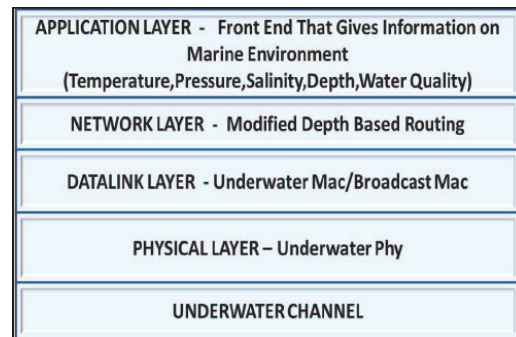 APPLICATION LAYER - Front End That Gives Information on
Marine Environment
(Temperature,Pressure,Salinity,Depth,Water Quality)
NETWORK LAYER - Modified Depth Based Routing
DATALINK LAYER - Underwater Mac/Broadcast Mac
PHYSICAL LAYER – Underwater Phy
UNDERWATER CHANNEL